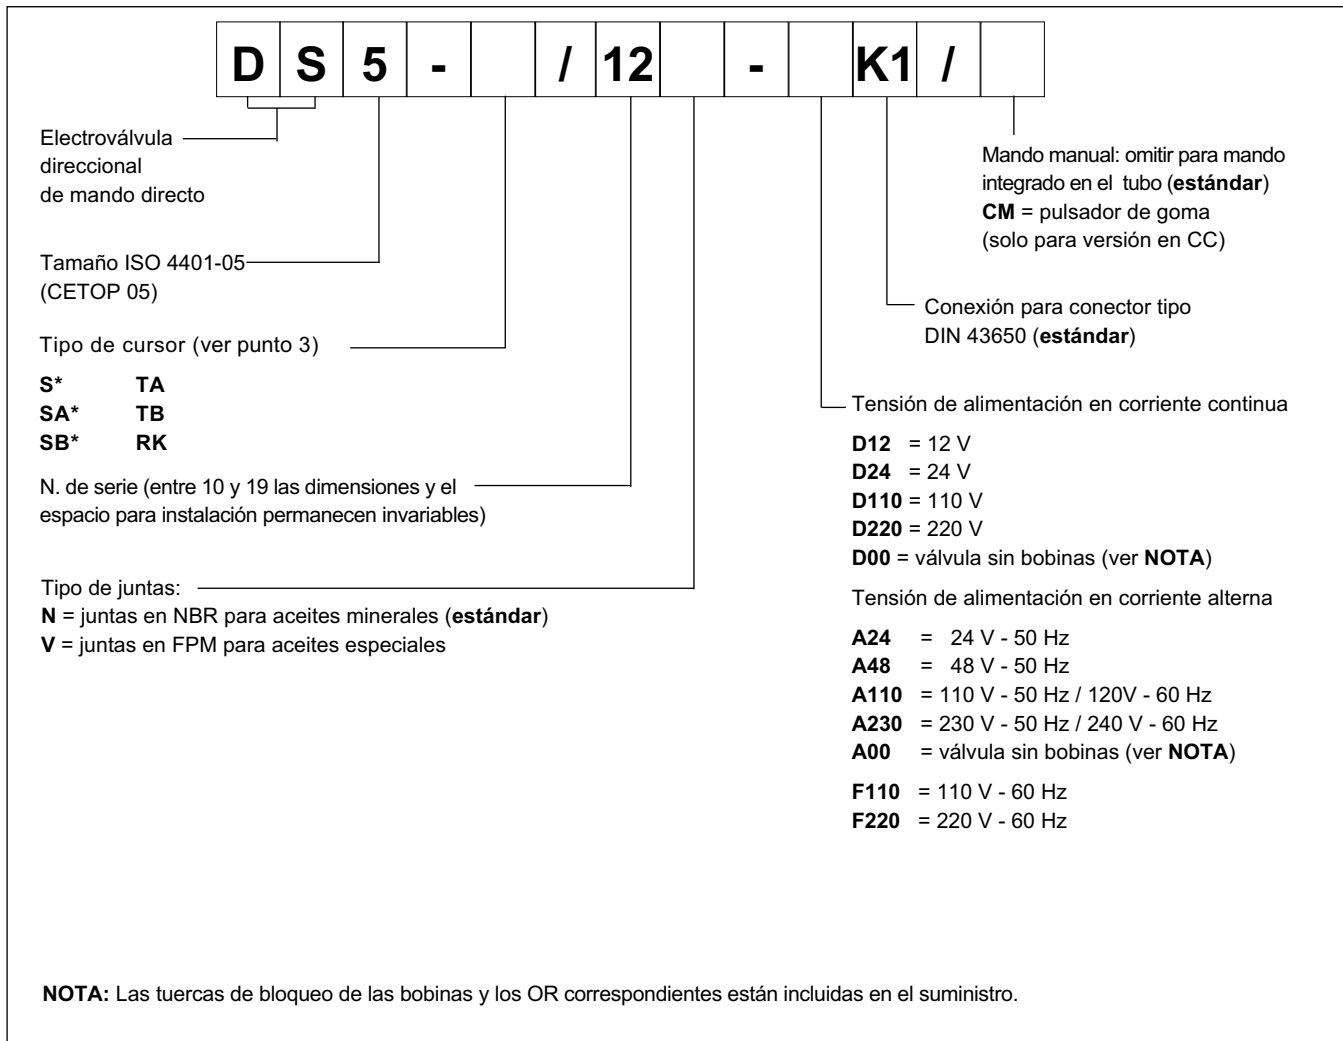 D S 5 - / 12 - K1 /
Electroválvula
direccional
de mando directo
Tamaño ISO 4401-05
(CETOP 05)
Tipo de cursor (ver punto 3)
S* TA
SA* TB
SB* RK
N. de serie (entre 10 y 19 las dimensiones y el
espacio para instalación permanecen invariables)
Tipo de juntas:
N = juntas en NBR para aceites minerales (estándar)
V = juntas en FPM para aceites especiales
Mando manual: omitir para mando
integrado en el tubo (estándar)
CM = pulsador de goma
(solo para versión en CC)
Conexión para conector tipo
DIN 43650 (estándar)
Tensión de alimentación en corriente continua
D12 = 12 V
D24 = 24 V
D110 = 110 V
D220 = 220 V
D00 = válvula sin bobinas (ver NOTA)
Tensión de alimentación en corriente alterna
A24 = 24 V - 50 Hz
A48 = 48 V - 50 Hz
A110 = 110 V - 50 Hz / 120V - 60 Hz
A230 = 230 V - 50 Hz / 240 V - 60 Hz
A00 = válvula sin bobinas (ver NOTA)
F110 = 110 V - 60 Hz
F220 = 220 V - 60 Hz
NOTA: Las tuercas de bloqueo de las bobinas y los OR correspondientes están incluidas en el suministro.